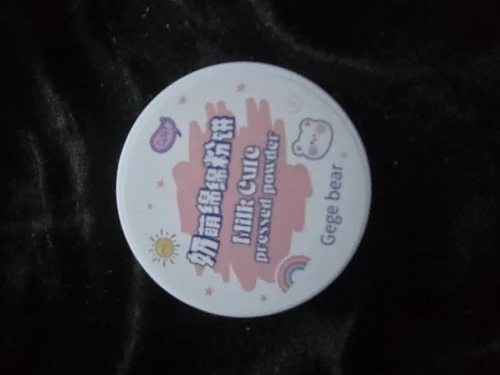 奶萌绵绵粉饼
Milk Cute
pressed powder
Gege bear